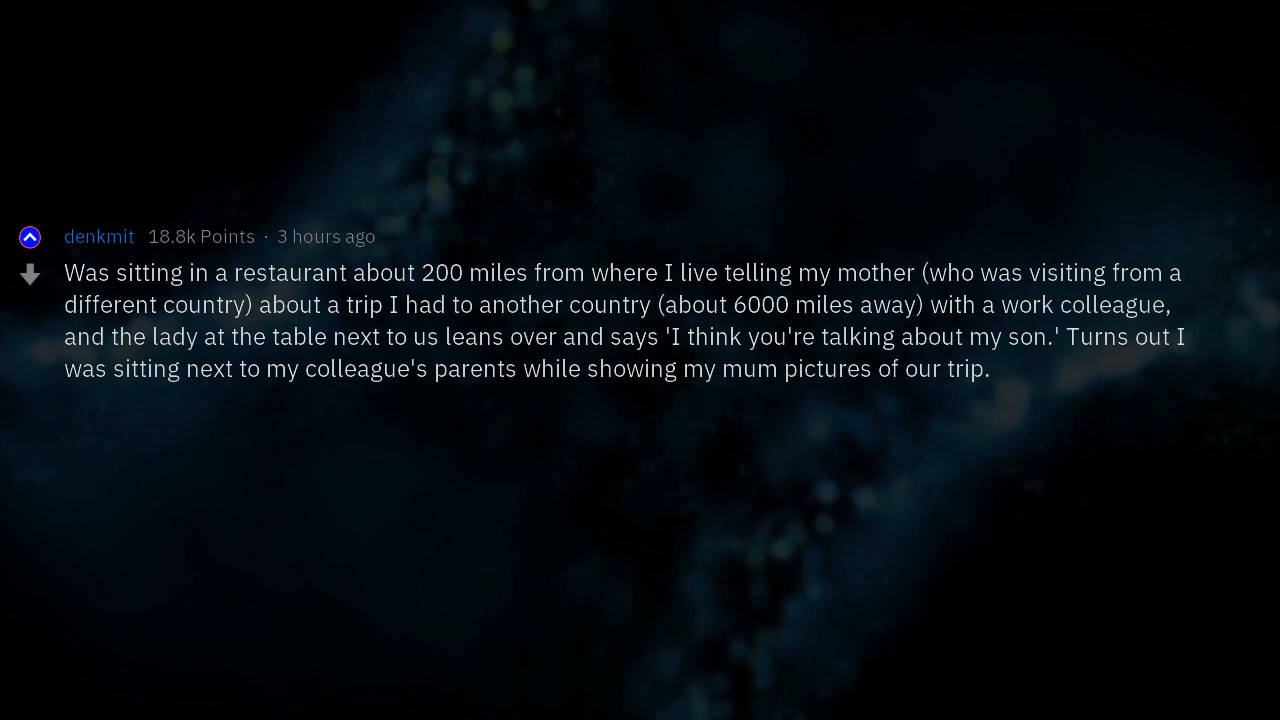 denkmit 18.8k Points · 3 hours ago
Was sitting in a restaurant about 200 miles from where I live telling my mother (who was visiting from a
different country) about a trip I had to another country (about 6000 miles away) with a work colleague,
and the lady at the table next to us leans over and says 'I think you're talking about my son.' Turns out I
was sitting next to my colleague's parents while showing my mum pictures of our trip.